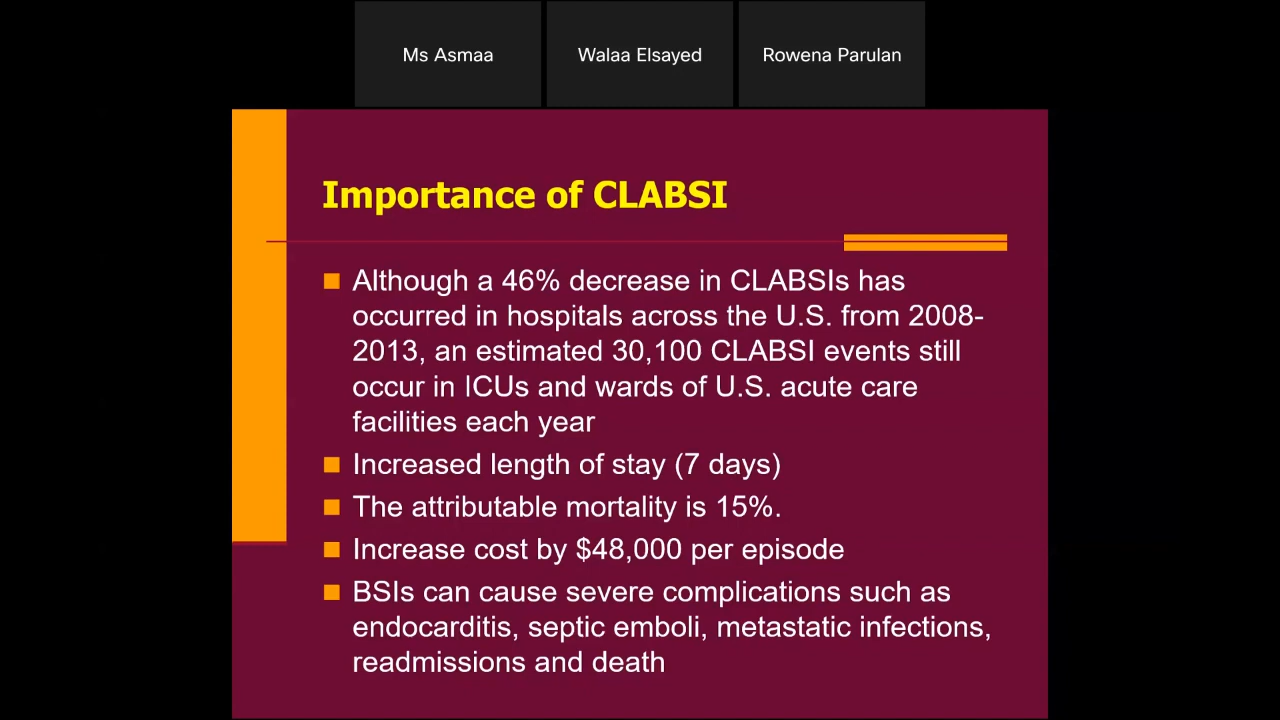 Ms Asmaa
Walaa Elsayed
Rowena Parulan
Importance of CLABSI
Although a 46% decrease in CLABSIs has
occurred in hospitals across the U.S. from 2008-
2013, an estimated 30,100 CLABSI events still
occur in ICUs and wards of U.S. acute care
facilities each year
Increased length of stay (7 days)
The attributable mortality is 15%.
Increase cost by $48,000 per episode
BSIs can cause severe complications such as
endocarditis, septic emboli, metastatic infections,
readmissions and death